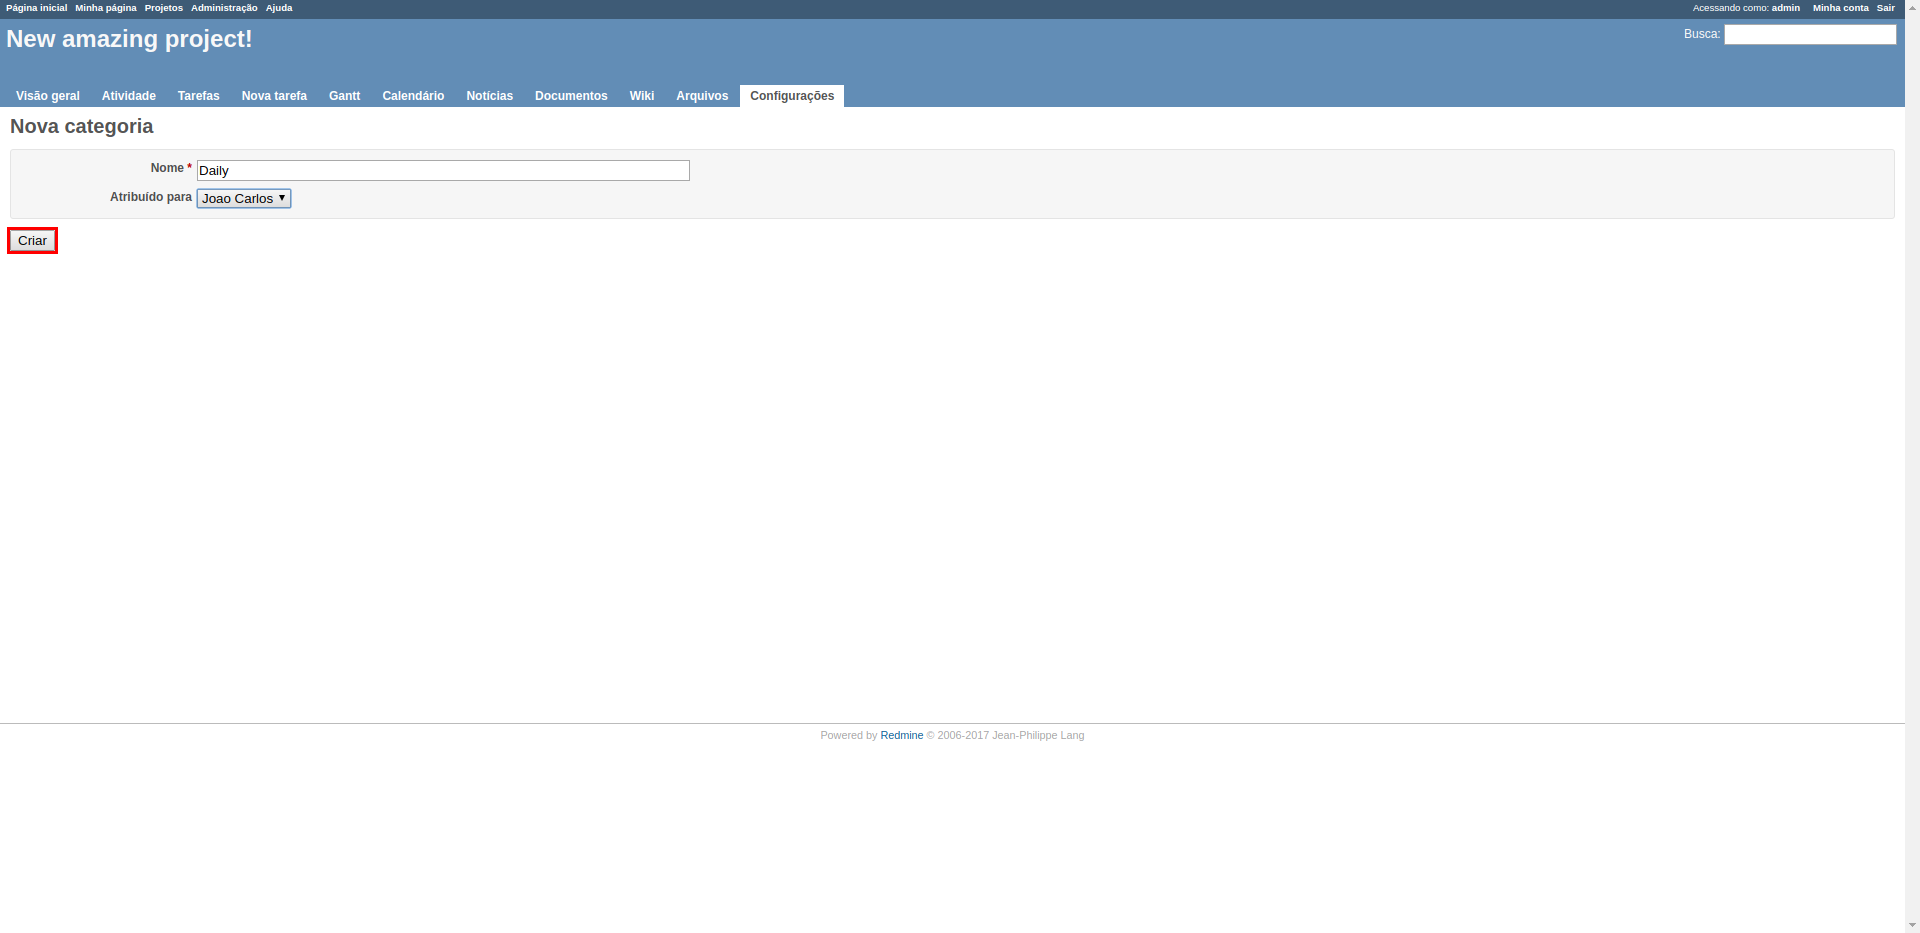 Página inicial Minha página Projetos Administração Ajuda Acessando como: admin Minha conta Sair
New amazing project! Busca:
Visão geral Atividade Tarefas Nova tarefa Gantt Calendário Notícias Documentos Wiki Arquivos Configurações
Nova categoria
Nome * Daily
Atribuído para Joao Carlos
Criar
Powered by Redmine © 2006-2017 Jean-Philippe Lang